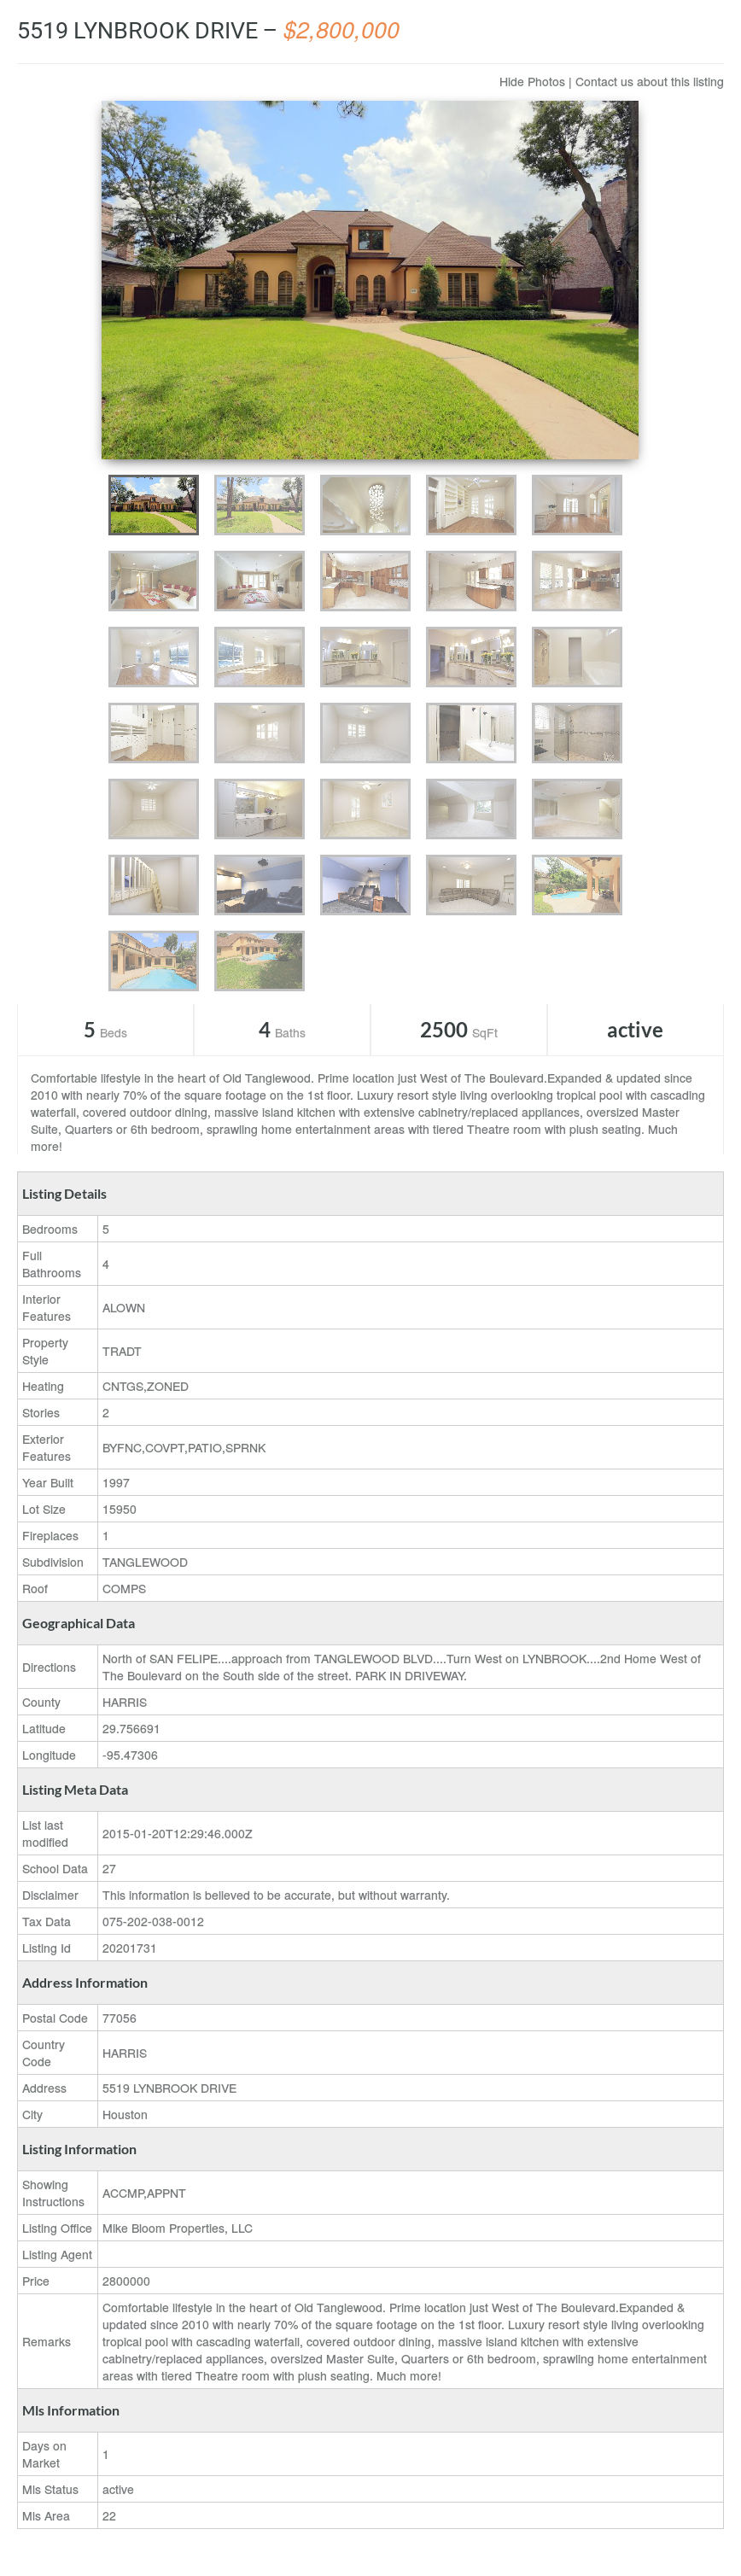 5519 LYNBROOK DRIVE – $2,800,000
Hide Photos | Contact us about this listing
5 Beds
4 Baths
2500 SqFt
active
Comfortable lifestyle in the heart of Old Tanglewood. Prime location just West of The Boulevard.Expanded & updated since
2010 with nearly 70% of the square footage on the 1st floor. Luxury resort style living overlooking tropical pool with cascading
waterfall, covered outdoor dining, massive island kitchen with extensive cabinetry/replaced appliances, oversized Master
Suite, Quarters or 6th bedroom, sprawling home entertainment areas with tiered Theatre room with plush seating. Much
more!
Listing Details
Bedrooms 5
Full
Bathrooms 4
Interior
Features ALOWN
Property
Style TRADT
Heating CNTGS,ZONED
Stories 2
Exterior
Features BYFNC,COVPT,PATIO,SPRNK
Year Built 1997
Lot Size 15950
Fireplaces 1
Subdivision TANGLEWOOD
Roof COMPS
Geographical Data
Directions North of SAN FELIPE....approach from TANGLEWOOD BLVD....Turn West on LYNBROOK....2nd Home West of
The Boulevard on the South side of the street. PARK IN DRIVEWAY.
County HARRIS
Latitude 29.756691
Longitude -95.47306
Listing Meta Data
List last
modified 2015-01-20T12:29:46.000Z
School Data 27
Disclaimer This information is believed to be accurate, but without warranty.
Tax Data 075-202-038-0012
Listing Id 20201731
Address Information
Postal Code 77056
Country
Code HARRIS
Address 5519 LYNBROOK DRIVE
City Houston
Listing Information
Showing
Instructions ACCMP,APPNT
Listing Office Mike Bloom Properties, LLC
Listing Agent
Price 2800000
Remarks Comfortable lifestyle in the heart of Old Tanglewood. Prime location just West of The Boulevard.Expanded &
updated since 2010 with nearly 70% of the square footage on the 1st floor. Luxury resort style living overlooking
tropical pool with cascading waterfall, covered outdoor dining, massive island kitchen with extensive
cabinetry/replaced appliances, oversized Master Suite, Quarters or 6th bedroom, sprawling home entertainment
areas with tiered Theatre room with plush seating. Much more!
Mls Information
Days on
Market 1
Mls Status active
Mls Area 22